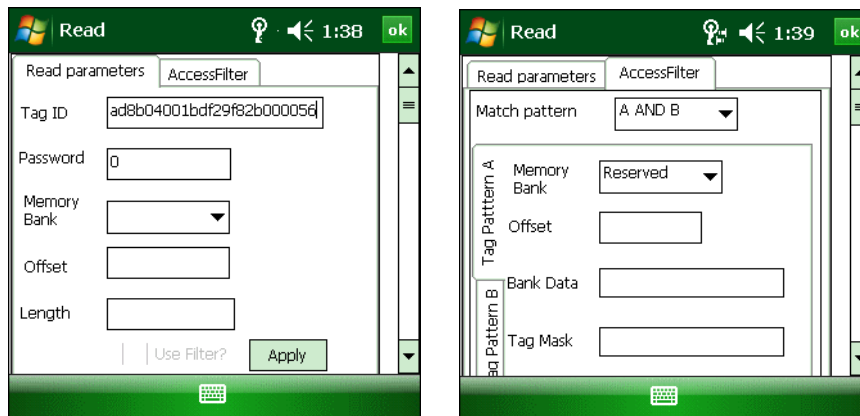 Read 1:38 ok
Read parameters AccessFilter
Tag ID ad8b04001bdf29f82b000056
Password 0
Memory
Bank
Offset
Length
Use Filter? Apply
Read 1:39 ok
Read parameters AccessFilter
Match pattern A AND B
Tag Patttern A
Memory
Bank
Reserved
Offset
Bank Data
Tag Pattern B
Tag Mask